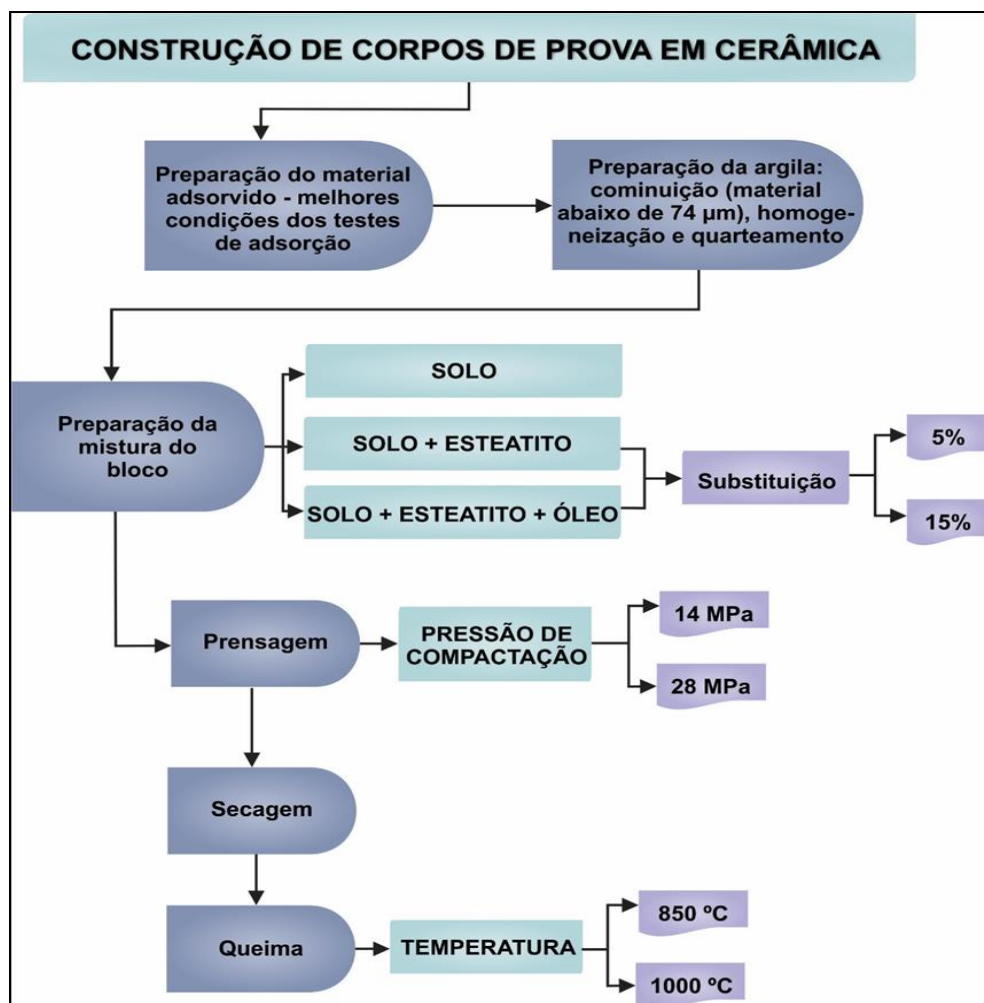 CONSTRUÇÃO DE CORPOS DE PROVA EM CERÂMICA
Preparação do material
adsorvido - melhores
condições dos testes
de adsorção
Preparação da argila:
cominuição (material
abaixo de 74 µm), homoge-
neização e quarteamento
Preparação da
mistura do
bloco
SOLO
SOLO + ESTEATITO
SOLO + ESTEATITO + ÓLEO
Substituição
5%
15%
Prensagem
PRESSÃO DE
COMPACTAÇÃO
14 MPa
28 MPa
Secagem
Queima
TEMPERATURA
850 ºC
1000 ºC